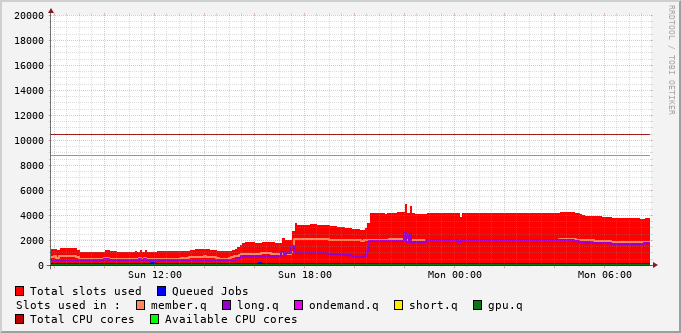 20000
18000
16000
14000
12000
10000
8000
6000
4000
2000
0
Sun 12:00 Sun 18:00 Mon 00:00 Mon 06:00
RRDTOOL / TOBI OETIKER
Total slots used Queued Jobs
Slots used in : member.q long.q ondemand.q short.q gpu.q
Total CPU cores Available CPU cores